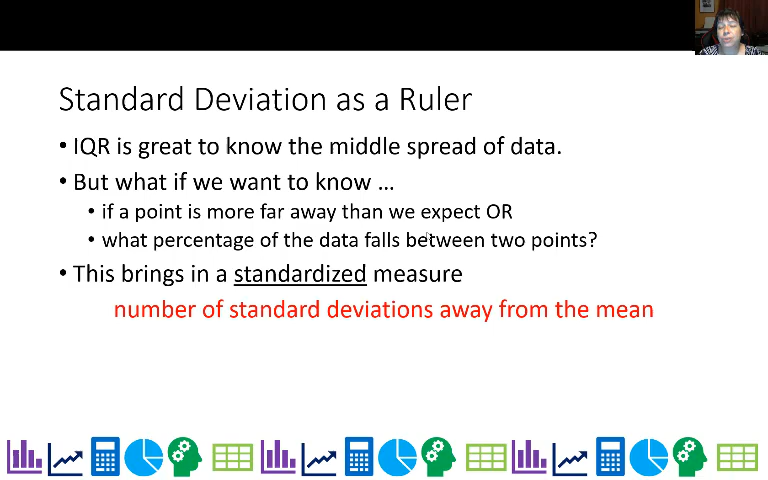 Standard Deviation as a Ruler
• IQR is great to know the middle spread of data.
• But what if we want to know …
• if a point is more far away than we expect OR
• what percentage of the data falls between two points?
• This brings in a standardized measure
number of standard deviations away from the mean